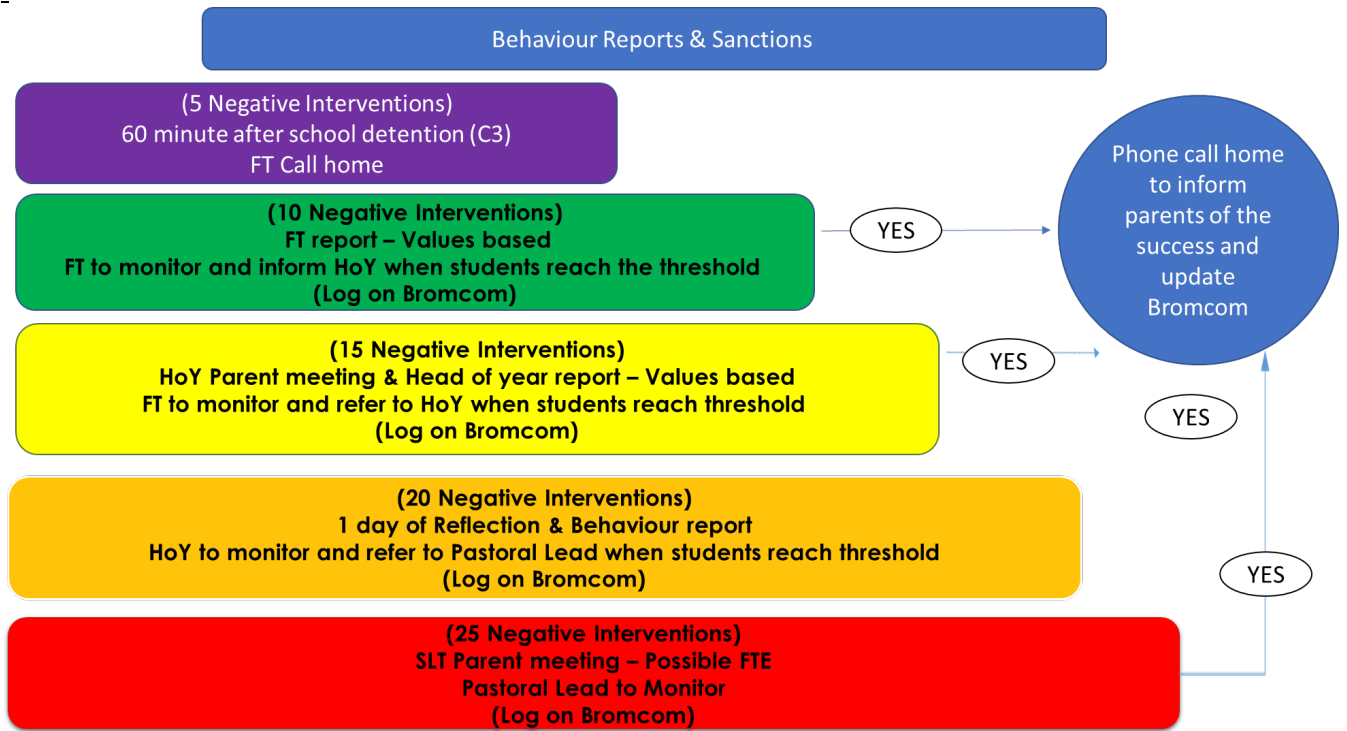 Behaviour Reports & Sanctions
(5 Negative Interventions)
60 minute after school detention (C3)
FT Call home
(10 Negative Interventions)
FT report – Values based
FT to monitor and inform HoY when students reach the threshold
(Log on Bromcom)
YES
Phone call home
to inform
parents of the
success and
update
Bromcom
(15 Negative Interventions)
HoY Parent meeting & Head of year report – Values based
FT to monitor and refer to HoY when students reach threshold
(Log on Bromcom)
YES
YES
(20 Negative Interventions)
1 day of Reflection & Behaviour report
HoY to monitor and refer to Pastoral Lead when students reach threshold
(Log on Bromcom)
YES
(25 Negative Interventions)
SLT Parent meeting – Possible FTE
Pastoral Lead to Monitor
(Log on Bromcom)